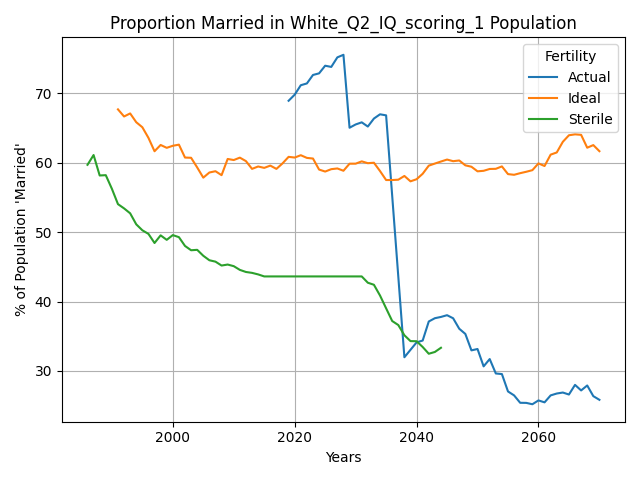 Proportion Married in White_Q2_IQ_scoring_1 Population
% of Population 'Married'
70
60
50
40
30
Fertility
Actual
Ideal
Sterile
2000
2020
2040
2060
Years